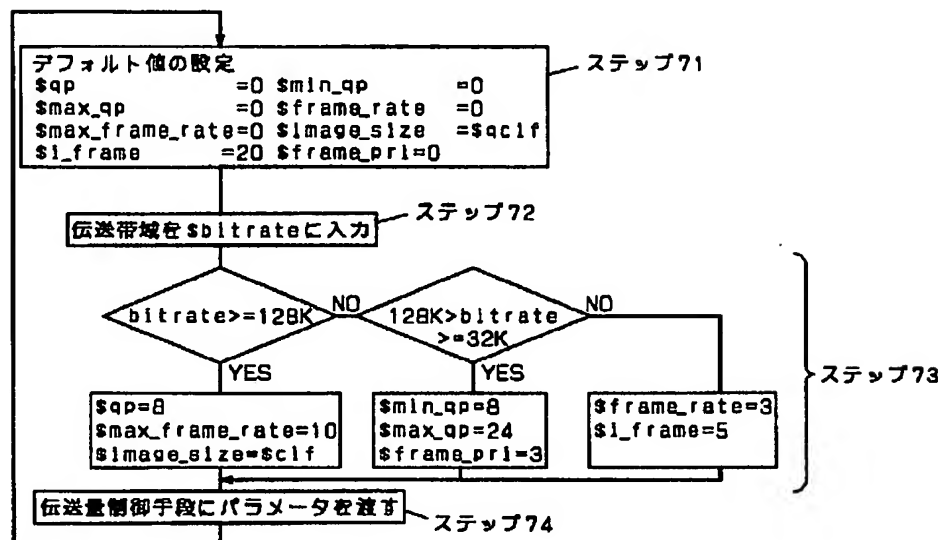 デフォルト値の設定
$qp =0 $min_qp =0
$max_qp =0 $frame_rate =0
$max_frame_rate=0 $image_size =$qcif
$i_frame =20 $frame_pri=0
ステップ71
伝送帯域を$bitrateに入力
ステップ72
bitrate>=128K
NO
128K>bitrate
>=32K
NO
YES
YES
$qp=8
$max_frame_rate=10
$image_size=$cif
$min_qp=8
$max_qp=24
$frame_pri=3
$frame_rate=3
$i_frame=5
ステップ73
伝送量制御手段にパラメータを渡す
ステップ74